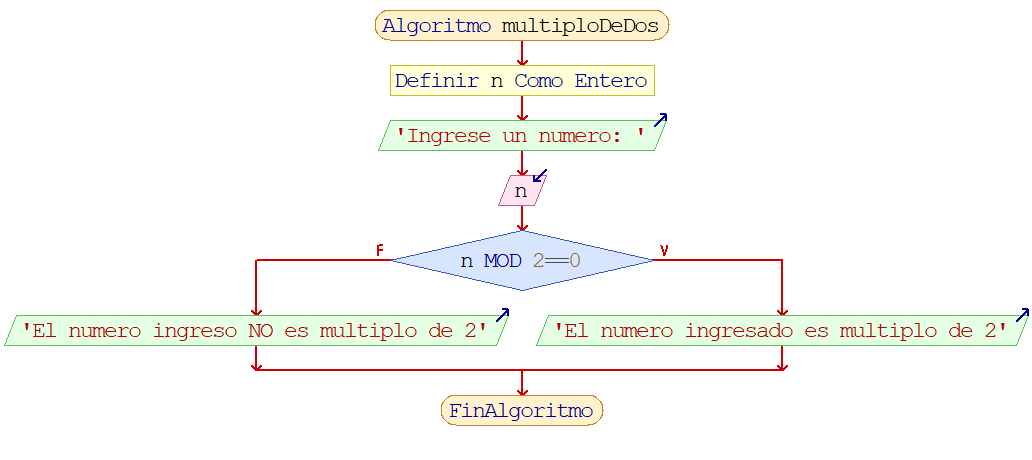 Algoritmo multiploDeDos
Definir n Como Entero
'Ingrese un numero: '
n
F
V
n MOD 2==0
'El numero ingreso NO es multiplo de 2'
'El numero ingresado es multiplo de 2'
FinAlgoritmo